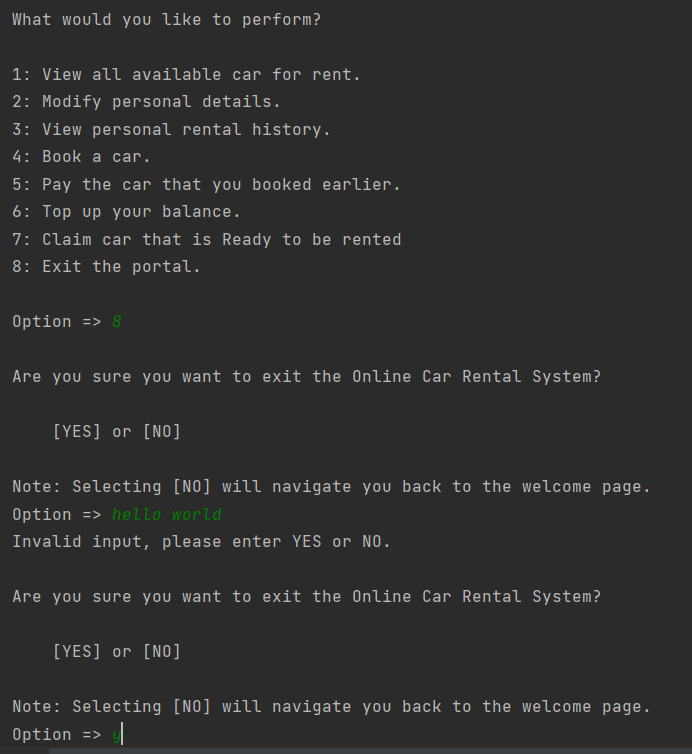 What would you like to perform?
1: View all available car for rent.
2: Modify personal details.
3: View personal rental history.
4: Book a car.
5: Pay the car that you booked earlier.
6: Top up your balance.
7: Claim car that is Ready to be rented
8: Exit the portal.
Option => 8
Are you sure you want to exit the Online Car Rental System?
[YES] or [NO]
Note: Selecting [NO] will navigate you back to the welcome page.
Option => hello world
Invalid input, please enter YES or NO.
Are you sure you want to exit the Online Car Rental System?
[YES] or [NO]
Note: Selecting [NO] will navigate you back to the welcome page.
Option => y